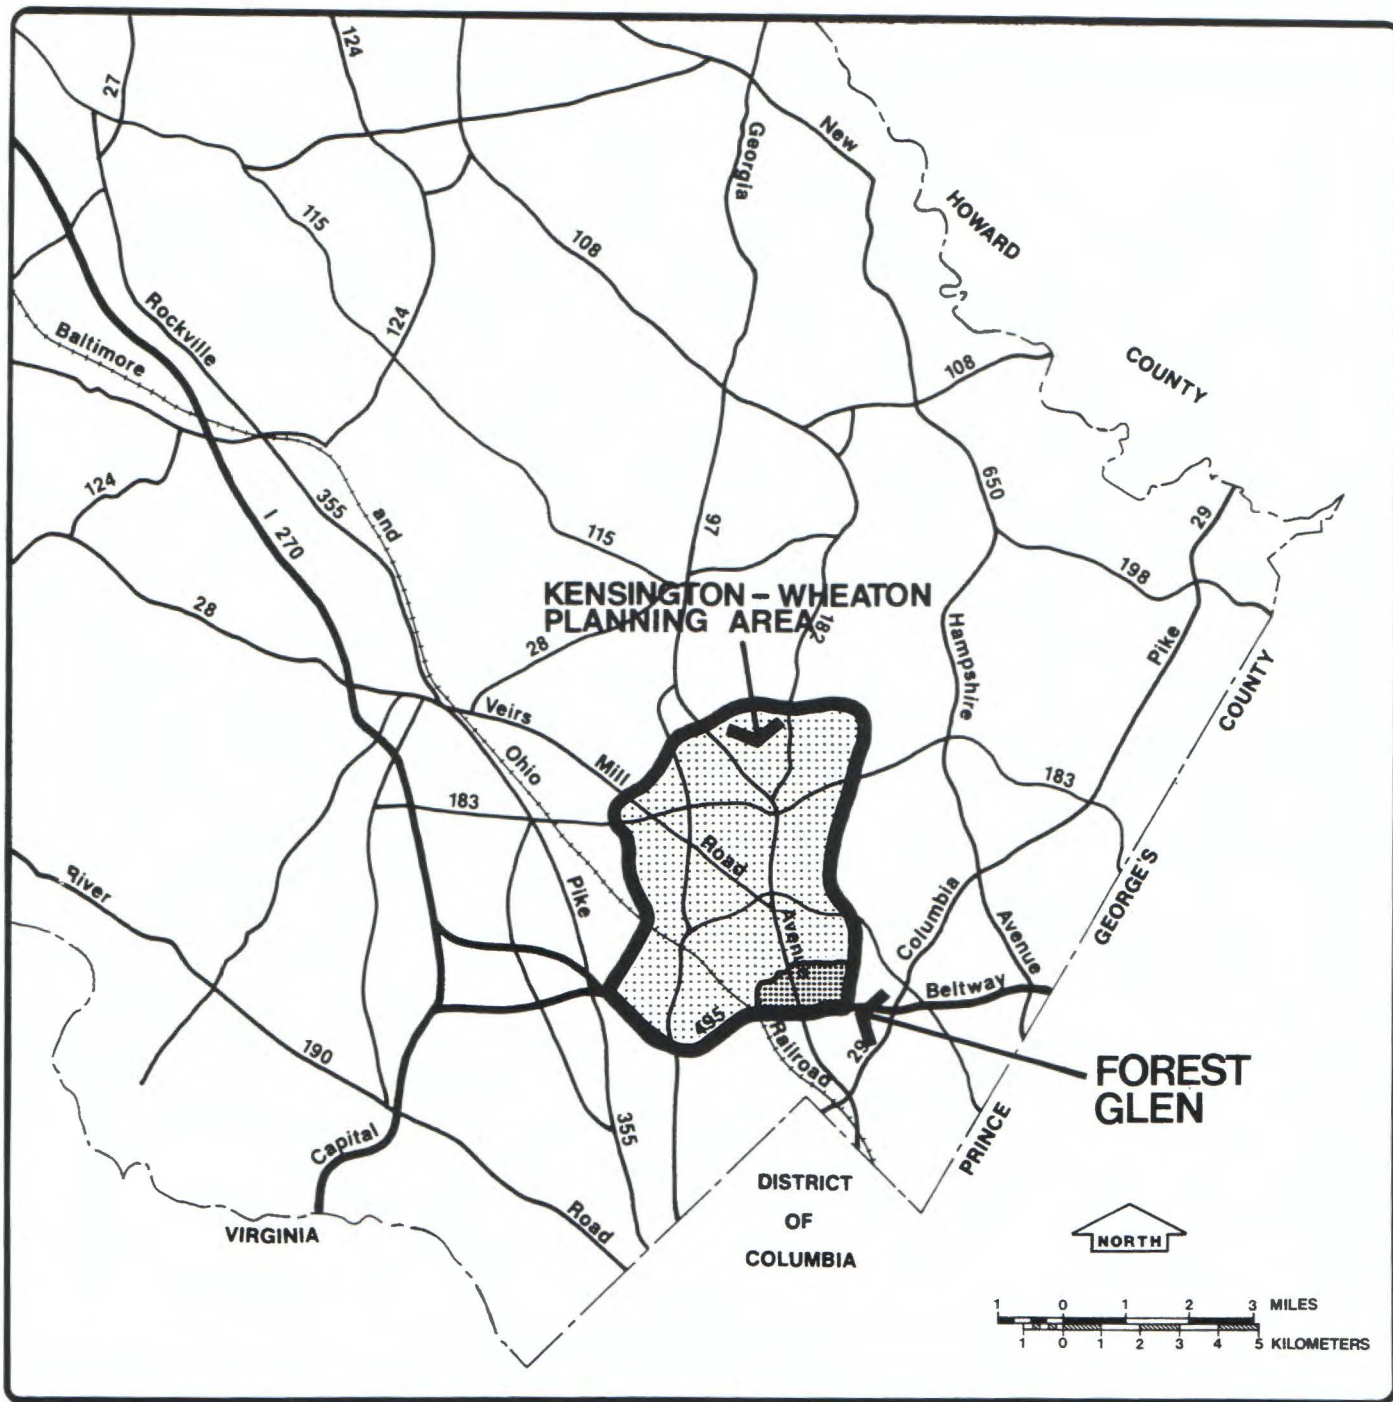 27
124
Georgia
New
HOWARD
115
108
124
Rockville
Baltimore
COUNTY
108
124
355
and
650
29
I 270
97
115
198
KENSINGTON – WHEATON
PLANNING AREA
28
28
182
Hampshire
Pike
COUNTY
Veirs
Ohio
Mill
183
183
Road
River
Pike
Columbia
GEORGE'S
Avenue
Avenue
Beltway
495
Railroad
29
190
FOREST
GLEN
355
Capital
PRINCE
DISTRICT
OF
COLUMBIA
VIRGINIA
Road
NORTH
1 0 1 2 3 MILES
1 0 1 2 3 4 5 KILOMETERS